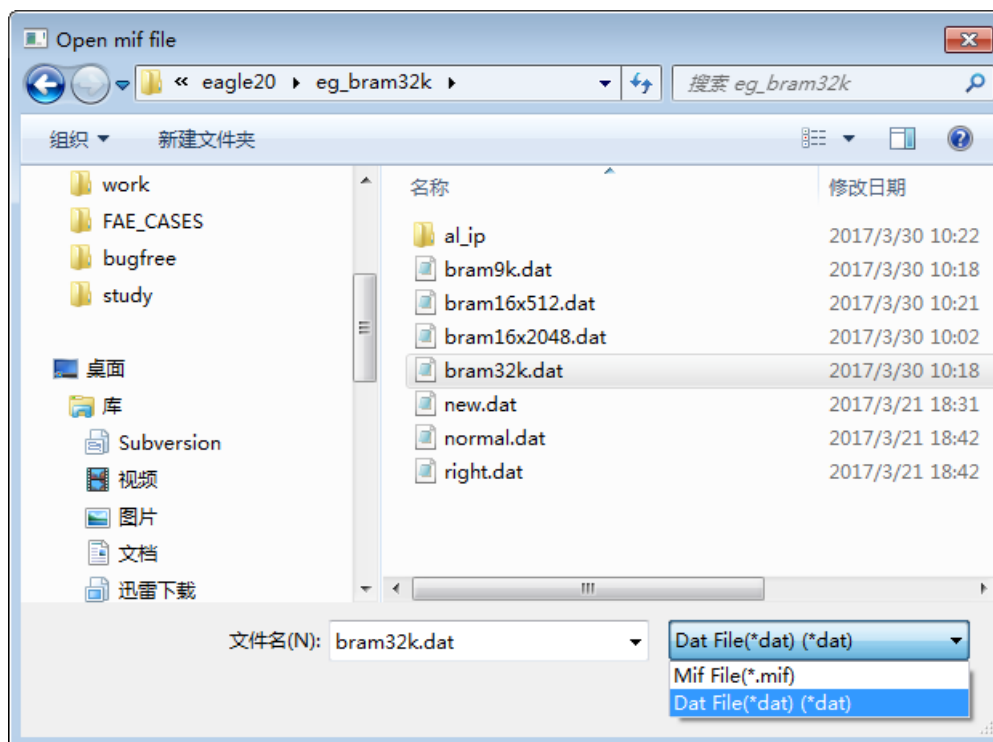 Open mif file
« eagle20 eg_bram32k
搜索 eg_bram32k
组织 新建文件夹
work
FAE_CASES
bugfree
study
桌面
库
Subversion
视频
图片
文档
迅雷下载
名称 修改日期
al_ip 2017/3/30 10:22
bram9k.dat 2017/3/30 10:18
bram16x512.dat 2017/3/30 10:21
bram16x2048.dat 2017/3/30 10:02
bram32k.dat 2017/3/30 10:18
new.dat 2017/3/21 18:31
normal.dat 2017/3/21 18:42
right.dat 2017/3/21 18:42
文件名(N): bram32k.dat
Dat File(*dat) (*dat)
Mif File(*.mif)
Dat File(*dat) (*dat)